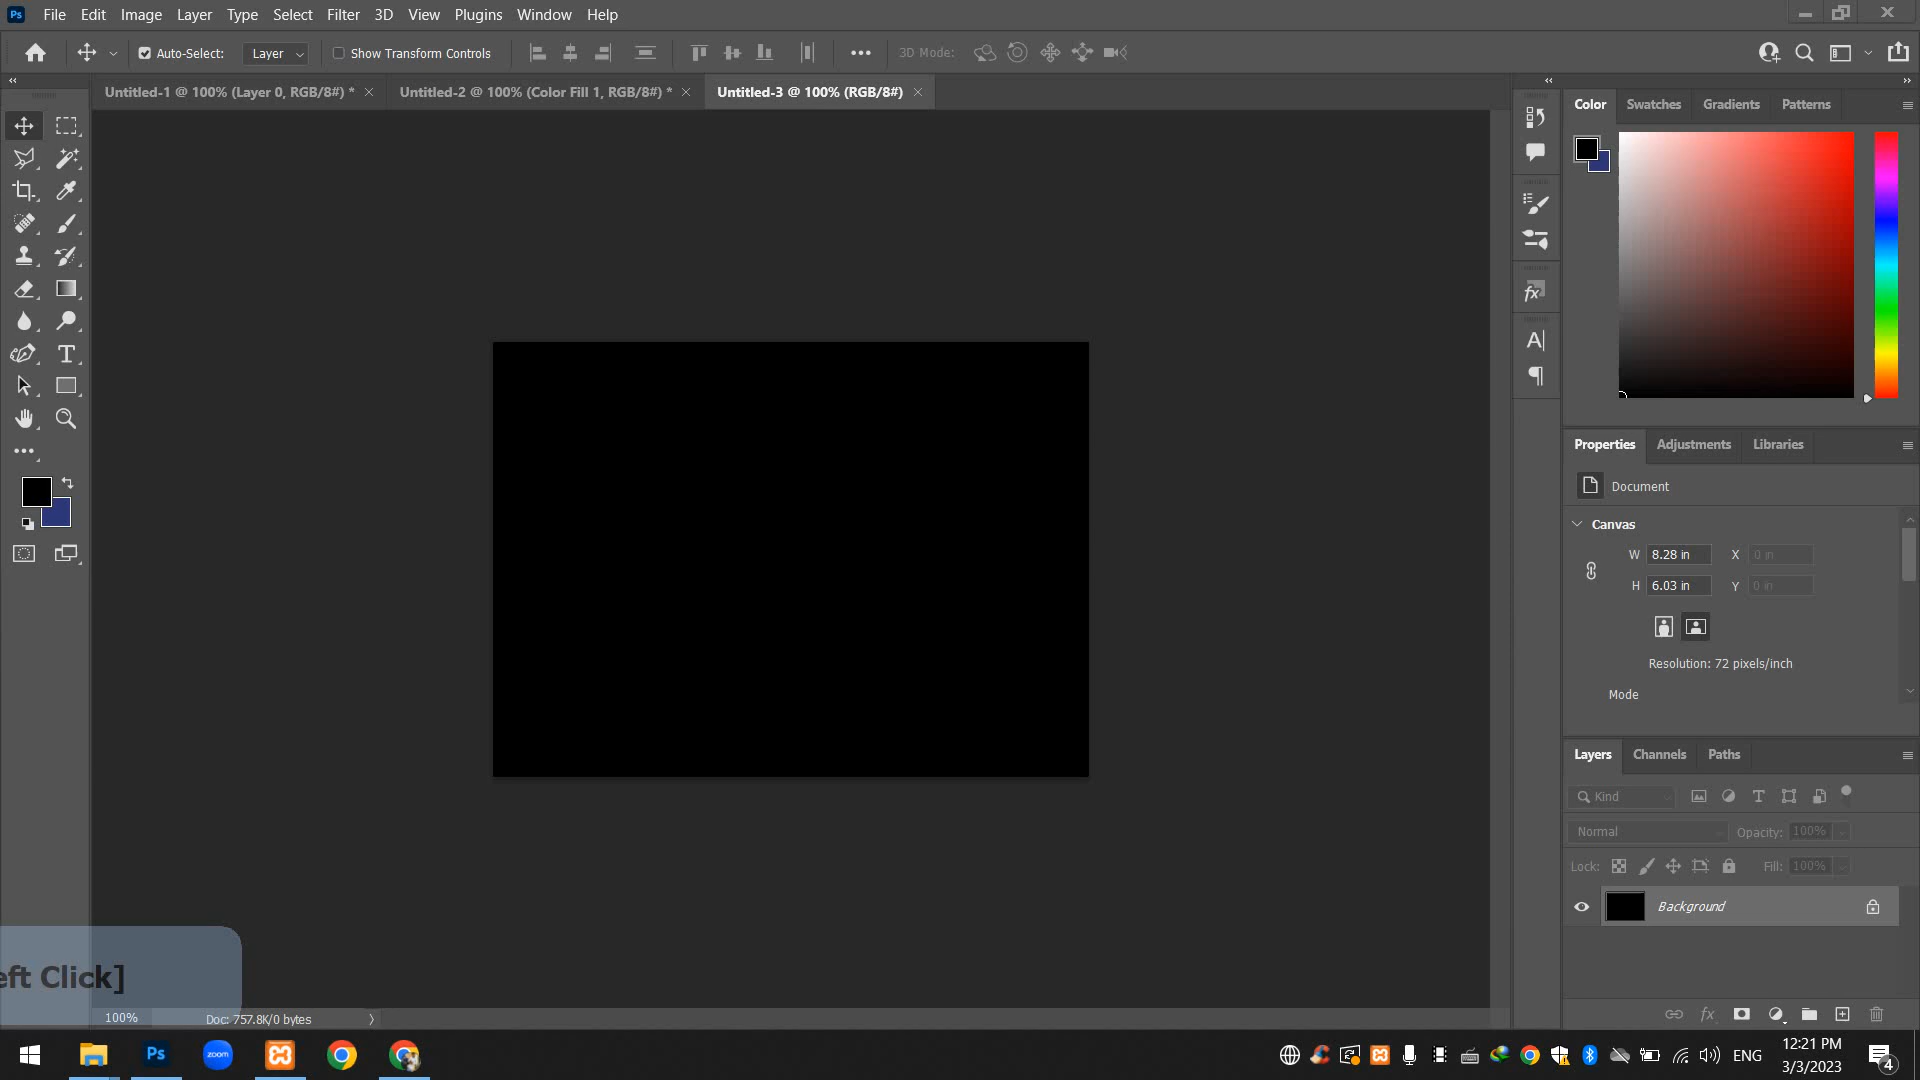 Ps File Edit Image Layer Type Select Filter 3D View Plugins Window Help
Auto-Select: Layer Show Transform Controls 3D Mode:
Untitled-1 @ 100% (Layer 0, RGB/8#) * Untitled-2 @ 100% (Color Fill 1, RGB/8#) * Untitled-3 @ 100% (RGB/8#)
Color Swatches Gradients Patterns
Properties Adjustments Libraries
Document
Canvas
W 8.28 in X 0 in
H 6.03 in Y 0 in
Resolution: 72 pixels/inch
Mode
Layers Channels Paths
Kind
Normal Opacity: 100%
Lock: Fill: 100%
Background
eft Click]
100% Doc: 757.8K/0 bytes
Ps zoom ENG 12:21 PM
3/3/2023 4